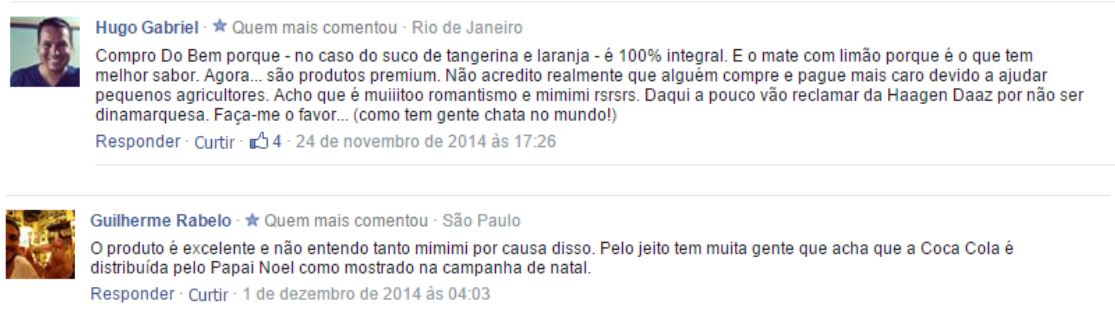 Hugo Gabriel · ★ Quem mais comentou · Rio de Janeiro
Compro Do Bem porque - no caso do suco de tangerina e laranja - é 100% integral. E o mate com limão porque é o que tem
melhor sabor. Agora... são produtos premium. Não acredito realmente que alguém compre e pague mais caro devido a ajudar
pequenos agricultores. Acho que é muiiitoo romantismo e mimimi rsrsrs. Daqui a pouco vão reclamar da Haagen Daaz por não ser
dinamarquesa. Faça-me o favor... (como tem gente chata no mundo!)
Responder · Curtir · 4 · 24 de novembro de 2014 às 17:26
Guilherme Rabelo · ★ Quem mais comentou · São Paulo
O produto é excelente e não entendo tanto mimimi por causa disso. Pelo jeito tem muita gente que acha que a Coca Cola é
distribuída pelo Papai Noel como mostrado na campanha de natal.
Responder · Curtir · 1 de dezembro de 2014 às 04:03